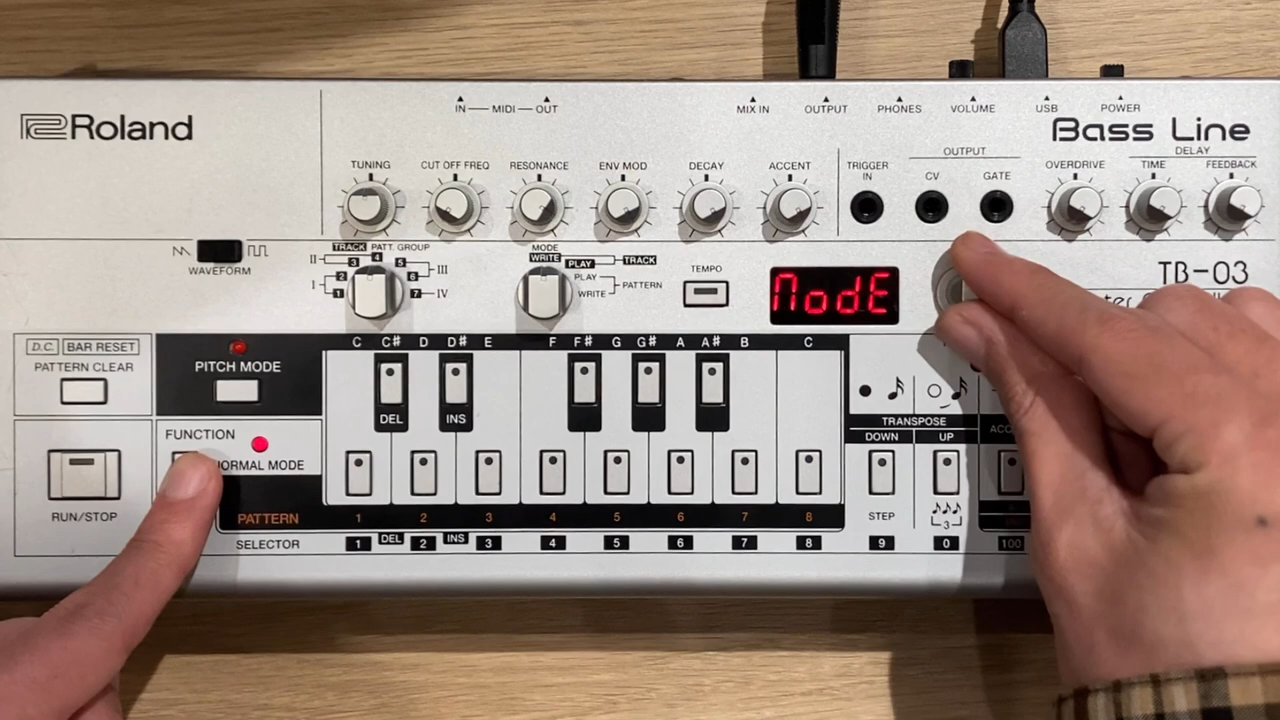 IN — MIDI — OUT
MIX IN OUTPUT PHONES VOLUME USB POWER
Roland
Bass Line
OUTPUT
DELAY
TUNING CUT OFF FREQ RESONANCE ENV MOD DECAY ACCENT TRIGGER IN CV GATE OVERDRIVE TIME FEEDBACK
TRACK PATT. GROUP
WAVEFORM
I II III IV
1 2 3 4 5 6 7
MODE
WRITE PLAY TRACK
PLAY
WRITE PATTERN
TEMPO
ModE
TB-03
D.C. BAR RESET
PATTERN CLEAR
PITCH MODE
C C# D D# E F F# G G# A A# B C
DEL INS
TRANSPOSE
DOWN UP
FUNCTION
NORMAL MODE
RUN/STOP
STEP
3
PATTERN 1 2 3 4 5 6 7 8
SELECTOR 1 DEL 2 INS 3 4 5 6 7 8 9 0 100